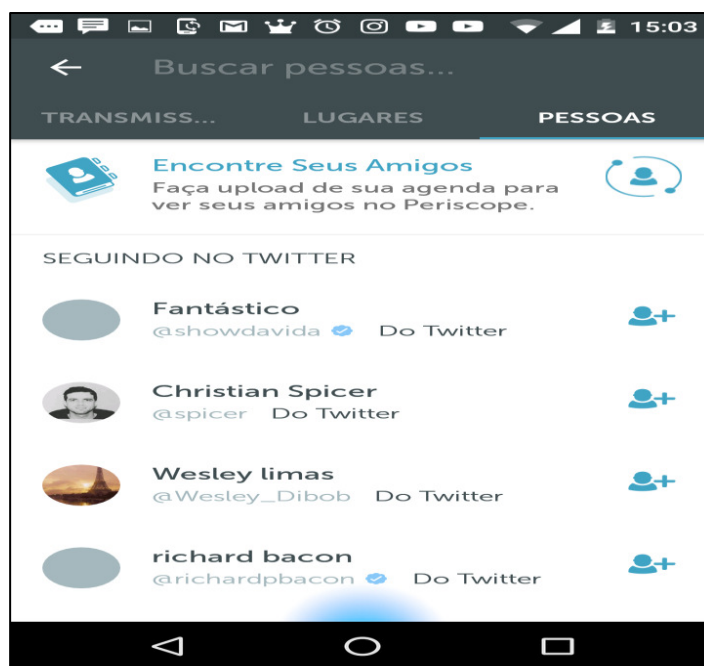 15:03
Buscar pessoas...
TRANSMISS... LUGARES PESSOAS
Encontre Seus Amigos
Faça upload de sua agenda para
ver seus amigos no Periscope.
SEGUINDO NO TWITTER
Fantástico
@showdavida Do Twitter
Christian Spicer
@spicer Do Twitter
Wesley limas
@Wesley_Dibob Do Twitter
richard bacon
@richardpbacon Do Twitter